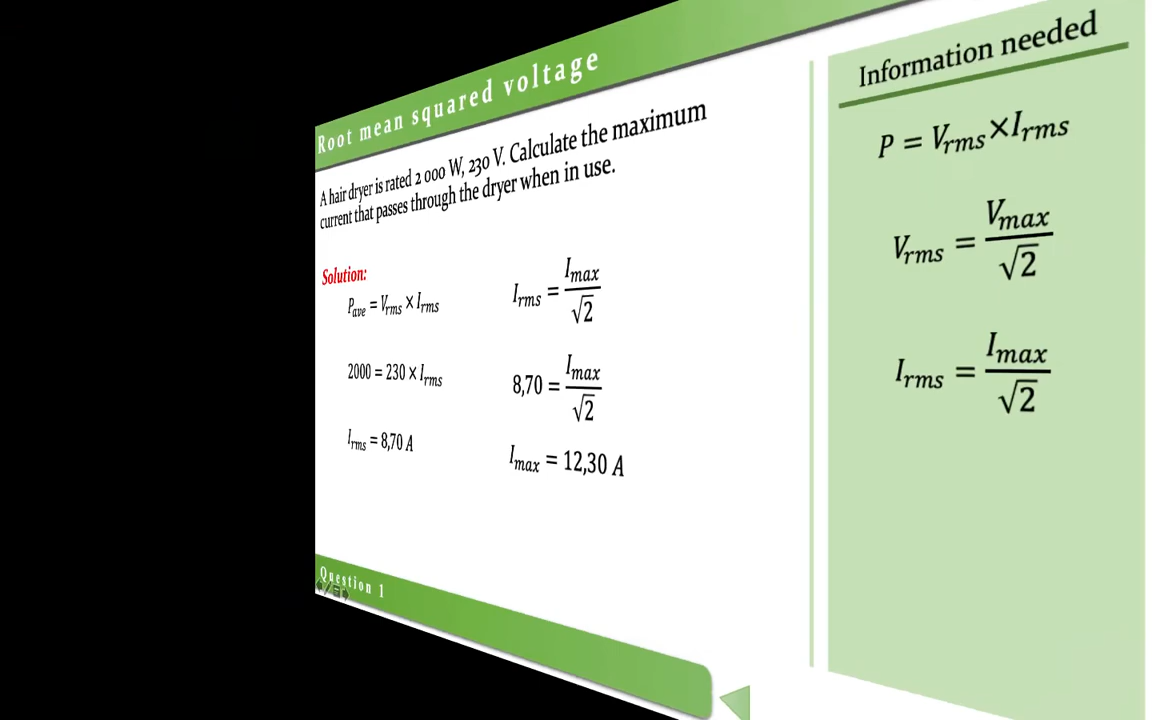 Root mean squared voltage
A hair dryer is rated 2 000 W, 230 V. Calculate the maximum
current that passes through the dryer when in use.
Solution:
P_ave = V_rms × I_rms
2000 = 230 × I_rms
I_rms = 8,70 A
I_rms = I_max / √2
8,70 = I_max / √2
I_max = 12,30 A
Question 1
Information needed
P = V_rms × I_rms
V_rms = V_max / √2
I_rms = I_max / √2